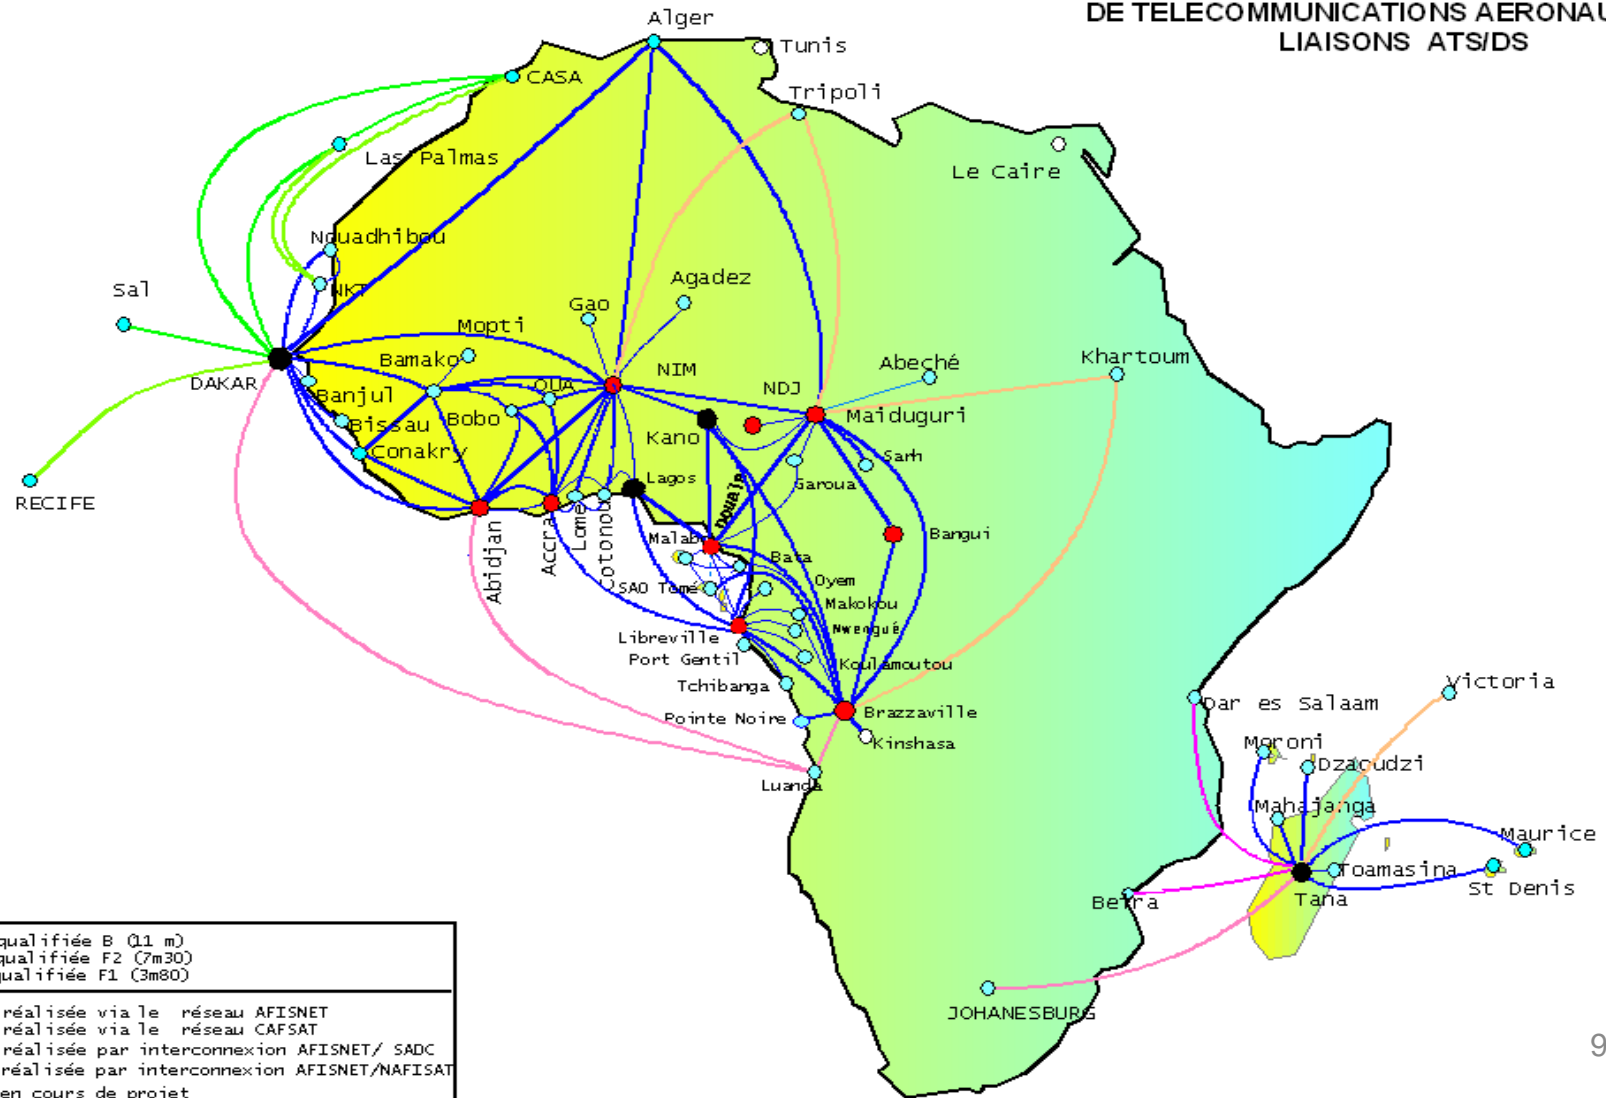 DE TELECOMMUNICATIONS AERONAU
LIAISONS ATS/DS
Alger
Tunis
CASA
Tripoli
Las Palmas
Le Caire
Nouadhibou
Sal
NKT
Agadez
Gao
Mopti
Bamako
NIM
Abeché
Khartoum
DAKAR
OUA
NDJ
Banjul
Bobo
Maiduguri
Bissau
Kano
Conakry
Sarh
Lagos
Garoua
RECIFE
Douala
Abidjan
Accra
Lome
Cotonou
Malabo
Bangui
Bata
SAO Tomé
Oyem
Makokou
Mwengué
Libreville
Port Gentil
Koulamoutou
Tchibanga
Pointe Noire
Brazzaville
Kinshasa
Luanda
Dar es Salaam
Victoria
Moroni
Dzaoudzi
Mahajanga
Maurice
Toamasina
St Denis
Tana
Beira
JOHANESBURG
qualifiée B (11 m)
qualifiée F2 (7m30)
qualifiée F1 (3m80)
réalisée via le réseau AFISNET
réalisée via le réseau CAFSAT
réalisée par interconnexion AFISNET/ SADC
réalisée par interconnexion AFISNET/NAFISAT
en cours de projet
9